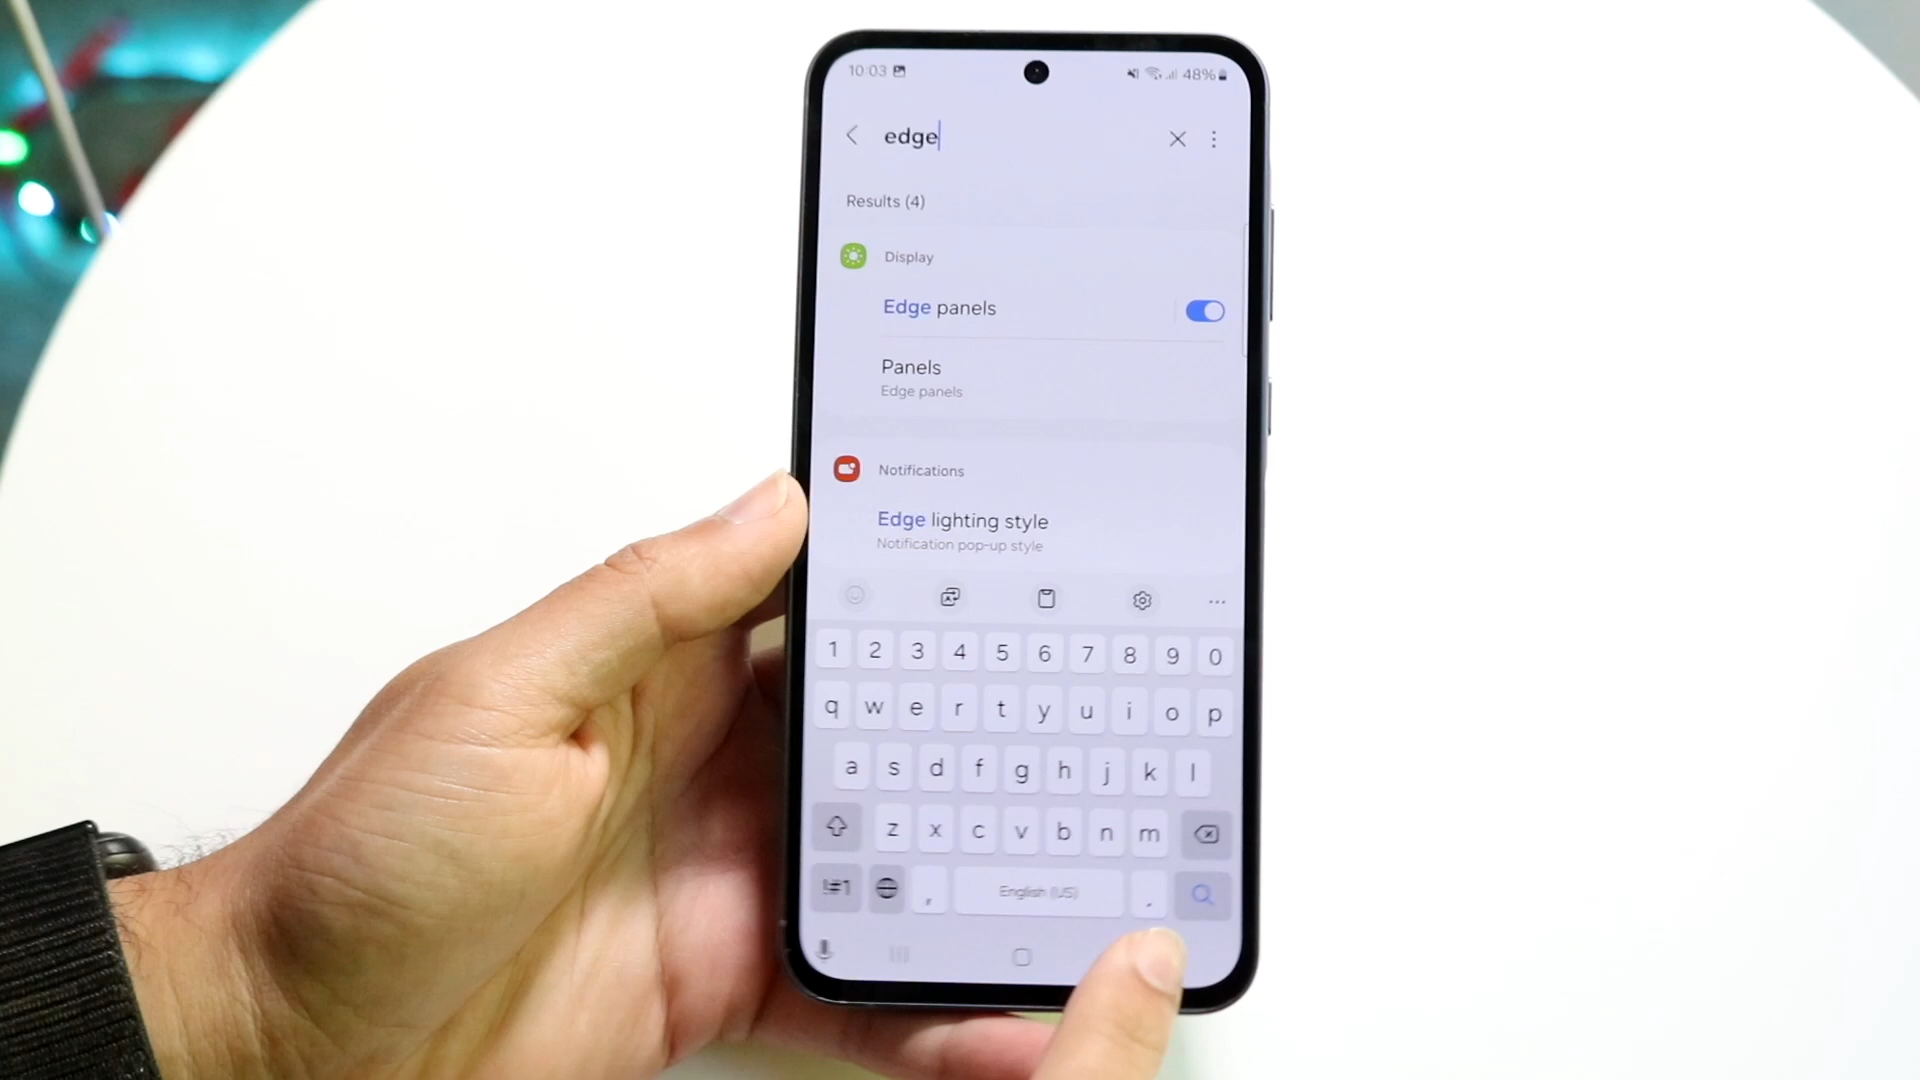 10:03 48%
edge
Results (4)
Display
Edge panels
Panels
Edge panels
Notifications
Edge lighting style
Notification pop-up style
1 2 3 4 5 6 7 8 9 0
q w e r t y u i o p
a s d f g h j k l
z x c v b n m
!#1 , English (US) .